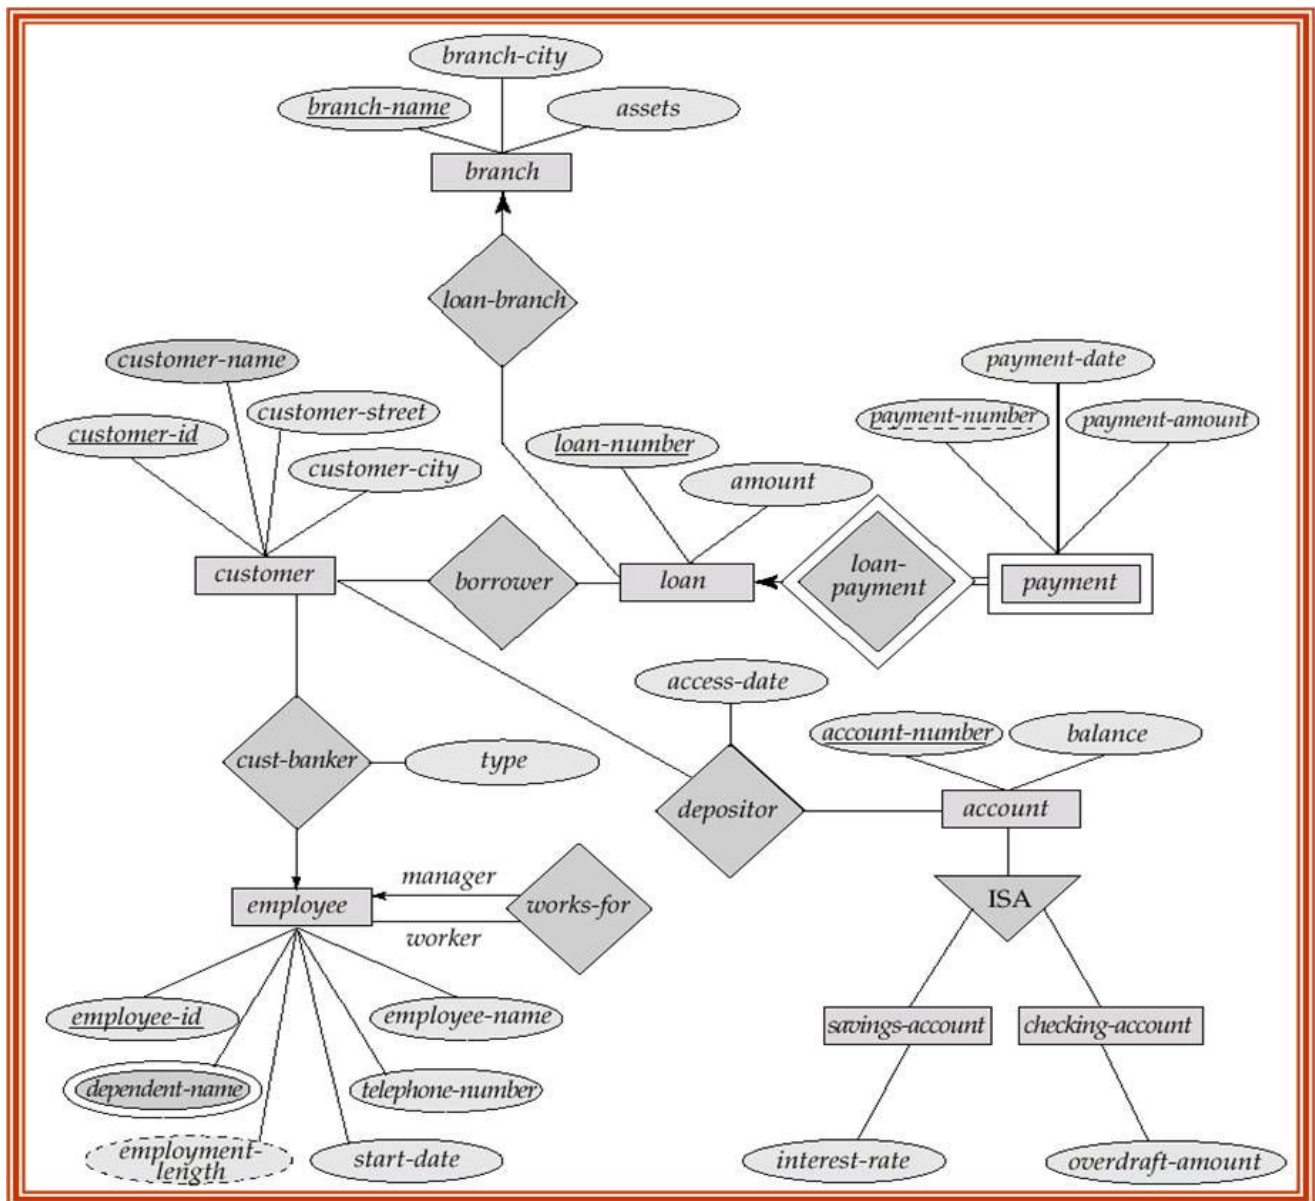 branch-city
branch-name
assets
branch
loan-branch
customer-name
payment-date
customer-street
payment-number
payment-amount
customer-id
loan-number
customer-city
amount
customer
borrower
loan
loan-
payment
payment
access-date
account-number
balance
cust-banker
type
depositor
account
manager
employee
works-for
worker
ISA
employee-id
employee-name
savings-account
checking-account
dependent-name
telephone-number
employment-
length
start-date
interest-rate
overdraft-amount